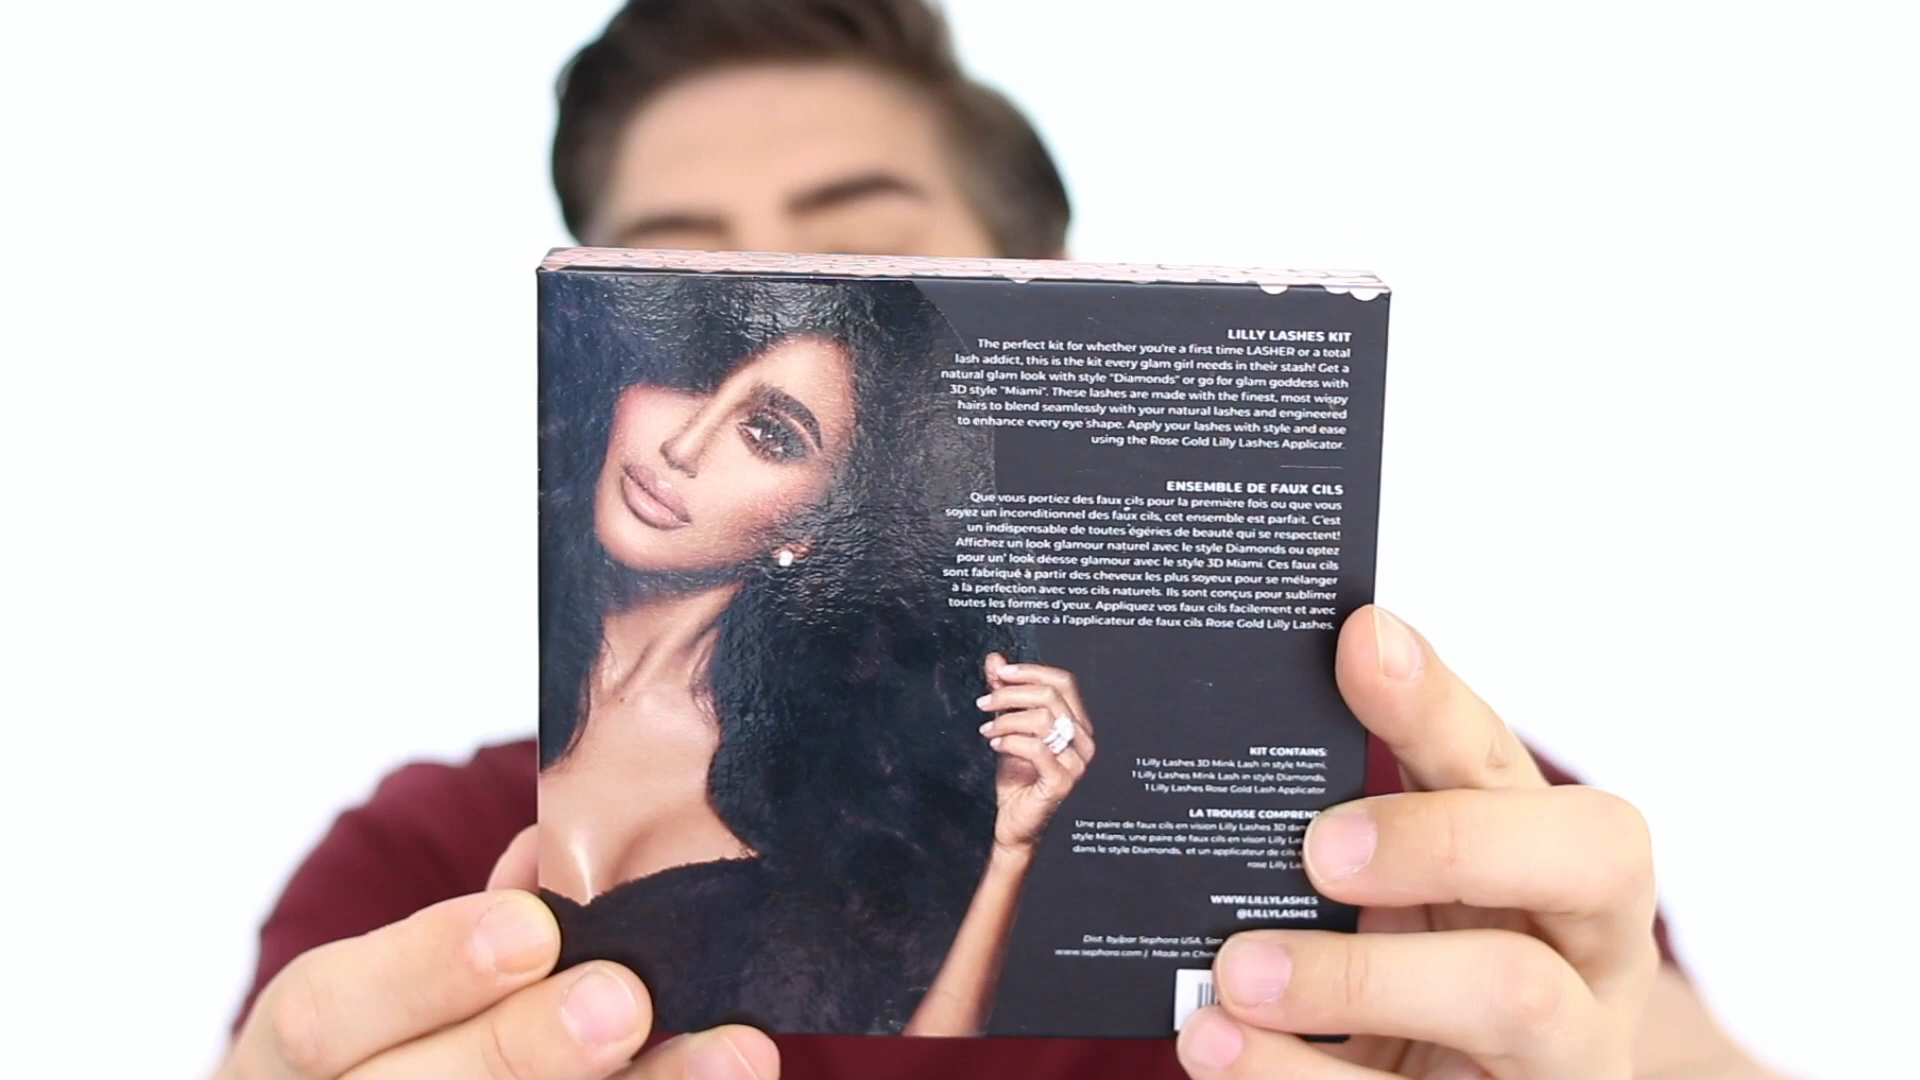 LILLY LASHES KIT
The perfect kit for whether you're a first time LASHER or a total
lash addict, this is the kit every glam girl needs in their stash! Get a
natural glam look with style "Diamonds" or go for glam goddess with
3D style "Miami". These lashes are made with the finest, most wispy
hairs to blend seamlessly with your natural lashes and engineered
to enhance every eye shape. Apply your lashes with style and ease
using the Rose Gold Lilly Lashes Applicator.
ENSEMBLE DE FAUX CILS
Que vous portiez des faux cils pour la première fois ou que vous
soyez un inconditionnel des faux cils, cet ensemble est parfait. C'est
un indispensable de toutes égéries de beauté qui se respectent!
Affichez un look glamour naturel avec le style Diamonds ou optez
pour un' look déesse glamour avec le style 3D Miami. Ces faux cils
sont fabriqué à partir des cheveux les plus soyeux pour se mélanger
à la perfection avec vos cils naturels. Ils sont conçus pour sublimer
toutes les formes d'yeux. Appliquez vos faux cils facilement et avec
style grâce à l'applicateur de faux cils Rose Gold Lilly Lashes.
KIT CONTAINS:
1 Lilly Lashes 3D Mink Lash in style Miami,
1 Lilly Lashes Mink Lash in style Diamonds,
1 Lilly Lashes Rose Gold Lash Applicator
LA TROUSSE COMPREND
Une paire de faux cils en vision Lilly Lashes 3D dans
style Miami, une paire de faux cils en vison Lilly
dans le style Diamonds, et un applicateur de cils
rose Lilly
WWW.LILLYLASHES
@LILLYLASHES
Dist. by/par Sephora USA, San
www.sephora.com | Made in